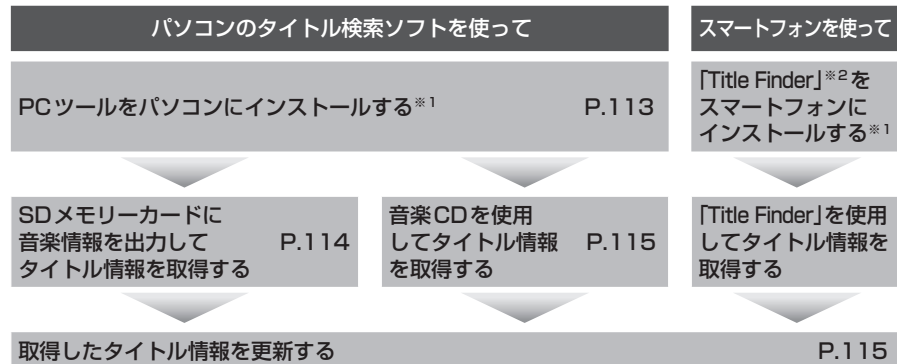 パソコンのタイトル検索ソフトを使って
スマートフォンを使って
PCツールをパソコンにインストールする※1 P.113
「Title Finder」※2を
スマートフォンに
インストールする※1
SDメモリーカードに
音楽情報を出力して P.114
タイトル情報を取得する
音楽CDを使用
してタイトル情報 P.115
を取得する
「Title Finder」を使用
してタイトル情報を
取得する
取得したタイトル情報を更新する P.115